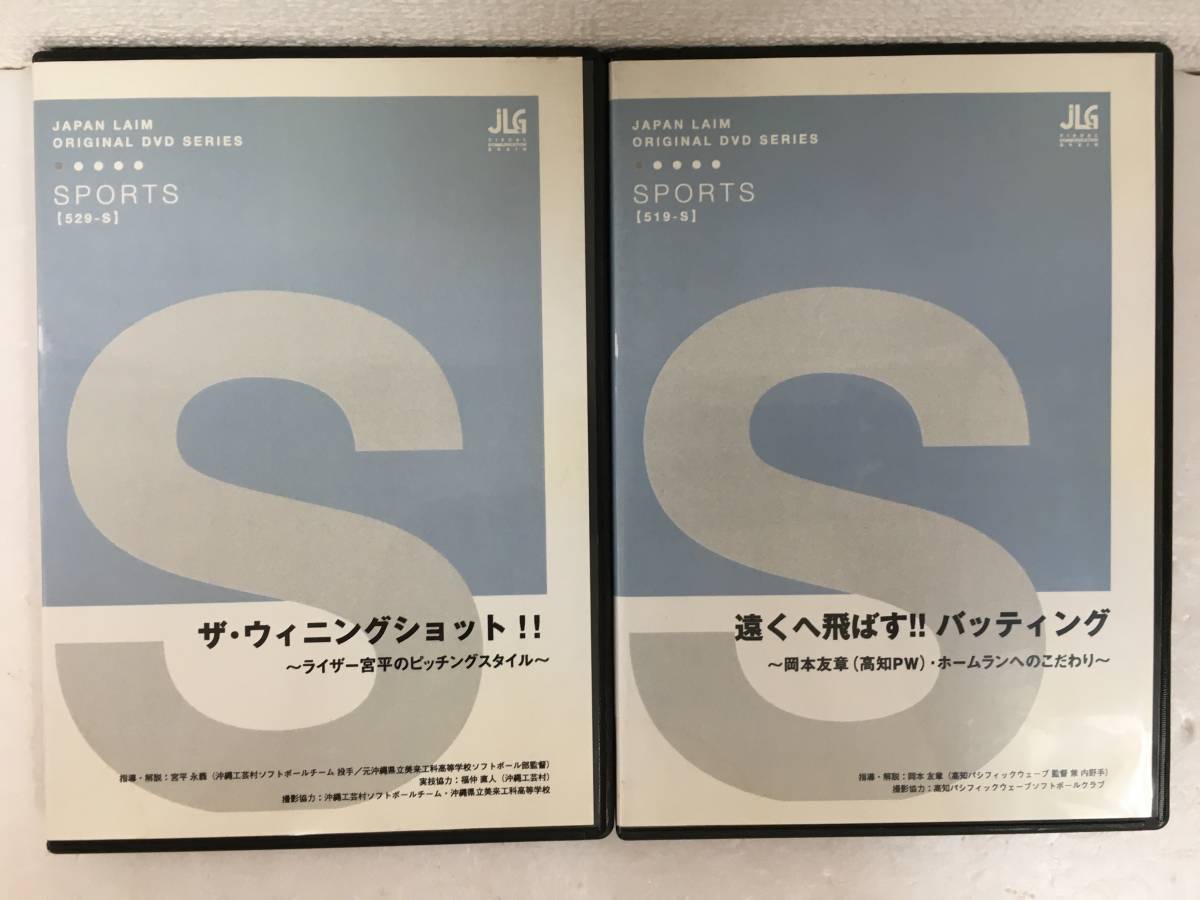 JAPAN LAIM
ORIGINAL DVD SERIES
JLG
VISUAL
COMMUNICATION
BRAIN
SPORTS
【529-S】
S
ザ・ウィニングショット!!
～ライザー宮平のピッチングスタイル～
指導・解説：宮平 永義（沖縄工芸村ソフトボールチーム 投手／元沖縄県立美来工科高等学校ソフトボール部監督）
実技協力：福仲 直人（沖縄工芸村）
撮影協力：沖縄工芸村ソフトボールチーム・沖縄県立美来工科高等学校
JAPAN LAIM
ORIGINAL DVD SERIES
JLG
VISUAL
COMMUNICATION
BRAIN
SPORTS
【519-S】
S
遠くへ飛ばす!! バッティング
～岡本友章（高知PW）・ホームランへのこだわり～
指導・解説：岡本 友章（高知パシフィックウェーブ 監督 兼 内野手）
撮影協力：高知パシフィックウェーブソフトボールクラブ